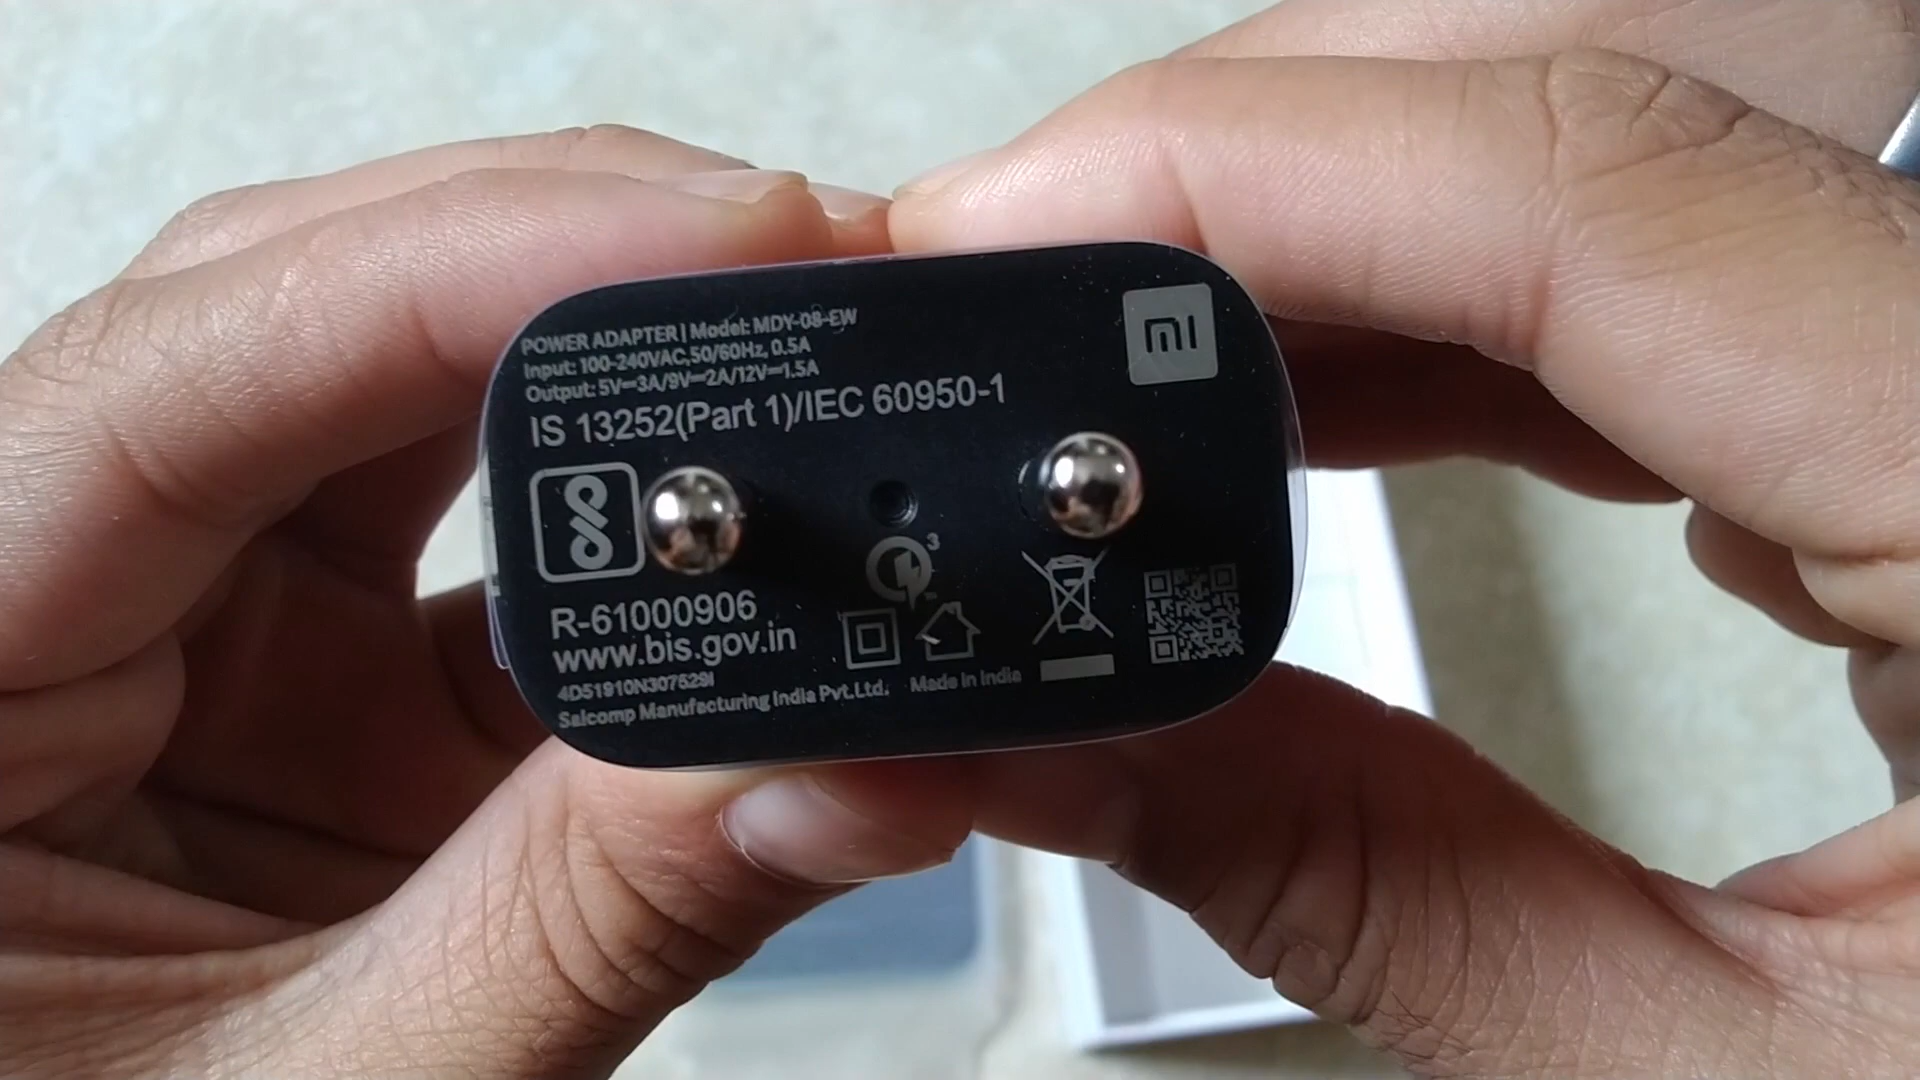 POWER ADAPTER | Model: MDY-08-EW
Input: 100-240VAC,50/60Hz, 0.5A
Output: 5V⎓3A/9V⎓2A/12V⎓1.5A
IS 13252(Part 1)/IEC 60950-1
mi
3
R-61000906
www.bis.gov.in
4D51910N307529I
Salcomp Manufacturing India Pvt.Ltd. Made in India